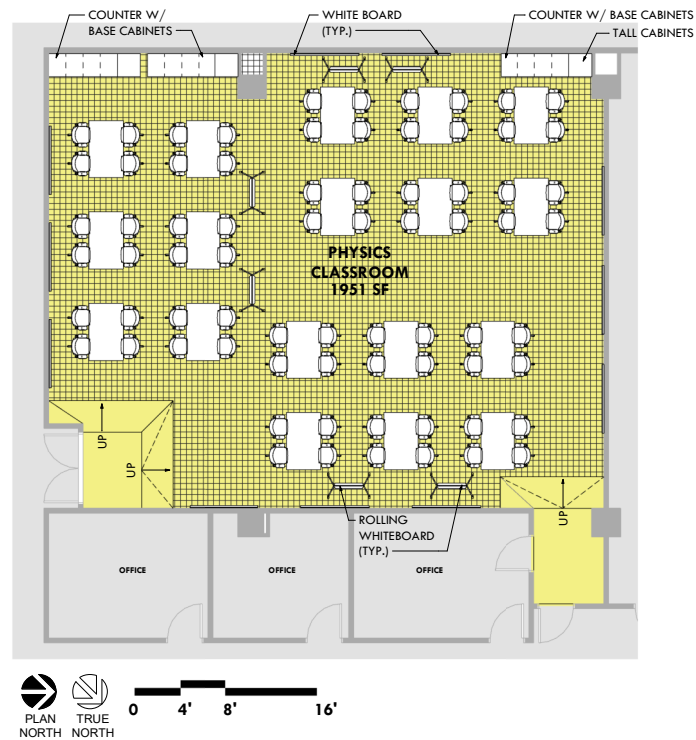 COUNTER W/
BASE CABINETS
WHITE BOARD
(TYP.)
COUNTER W/ BASE CABINETS
TALL CABINETS
PHYSICS
CLASSROOM
1951 SF
UP
UP
UP
ROLLING
WHITEBOARD
(TYP.)
OFFICE
OFFICE
OFFICE
PLAN
NORTH
TRUE
NORTH
0 4' 8' 16'